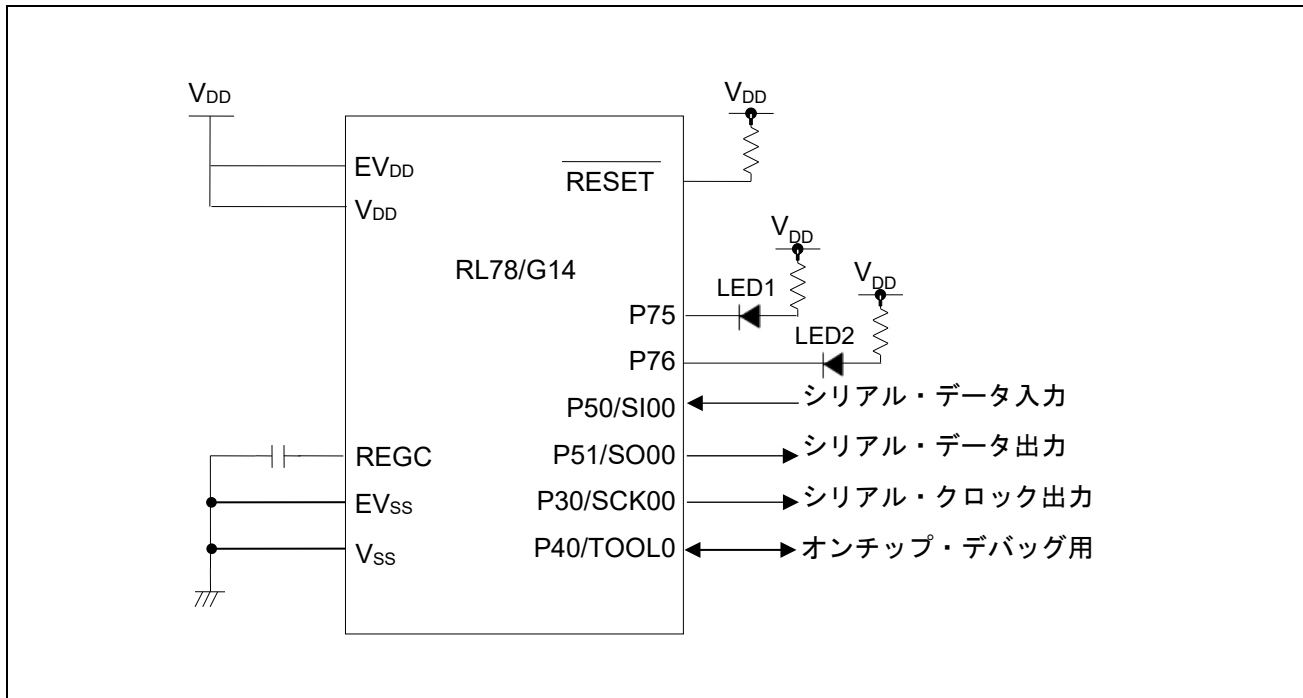 VDD
EVDD
VDD
RL78/G14
REGC
EVSS
VSS
VDD
RESET
VDD
LED1
P75
VDD
LED2
P76
P50/SI00 シリアル・データ入力
P51/SO00 シリアル・データ出力
P30/SCK00 シリアル・クロック出力
P40/TOOL0 オンチップ・デバッグ用